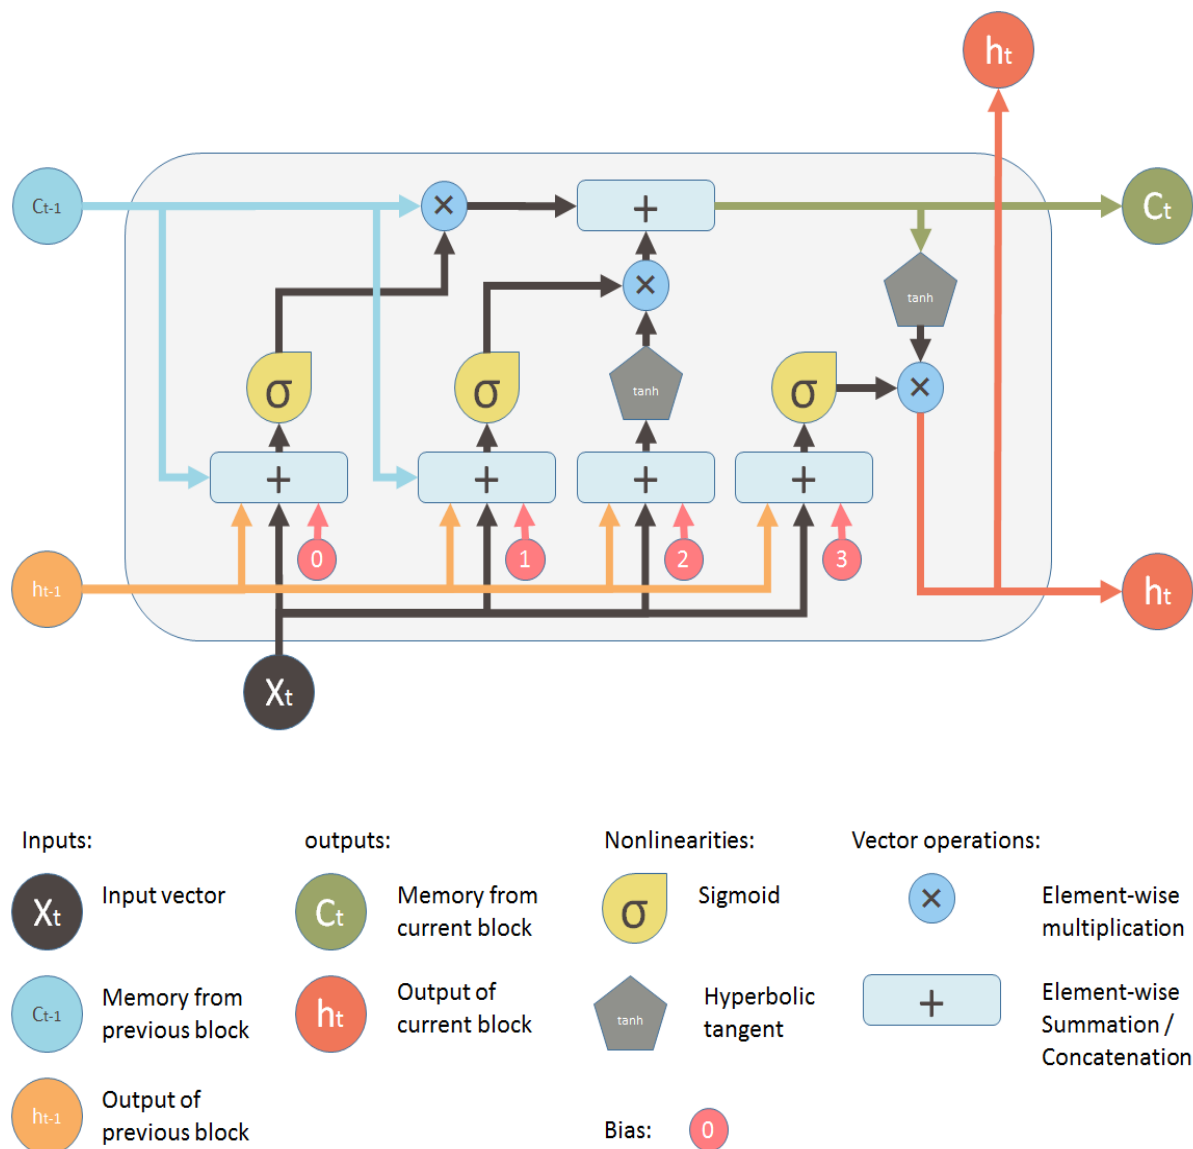 ht
Ct-1
×
+
Ct
×
tanh
σ
σ
tanh
σ
×
+
+
+
+
0
1
2
3
ht-1
ht
Xt
Inputs:
outputs:
Nonlinearities:
Vector operations:
Xt
Input vector
Ct
Memory from
current block
σ
Sigmoid
×
Element-wise
multiplication
Ct-1
Memory from
previous block
ht
Output of
current block
tanh
Hyperbolic
tangent
+
Element-wise
Summation /
Concatenation
ht-1
Output of
previous block
Bias:
0